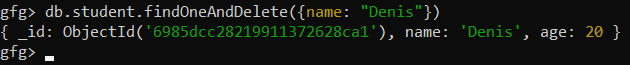 gfg> db.student.findOneAndDelete({name: "Denis"})
{ _id: ObjectId('6985dcc28219911372628ca1'), name: 'Denis', age: 20 }
gfg>